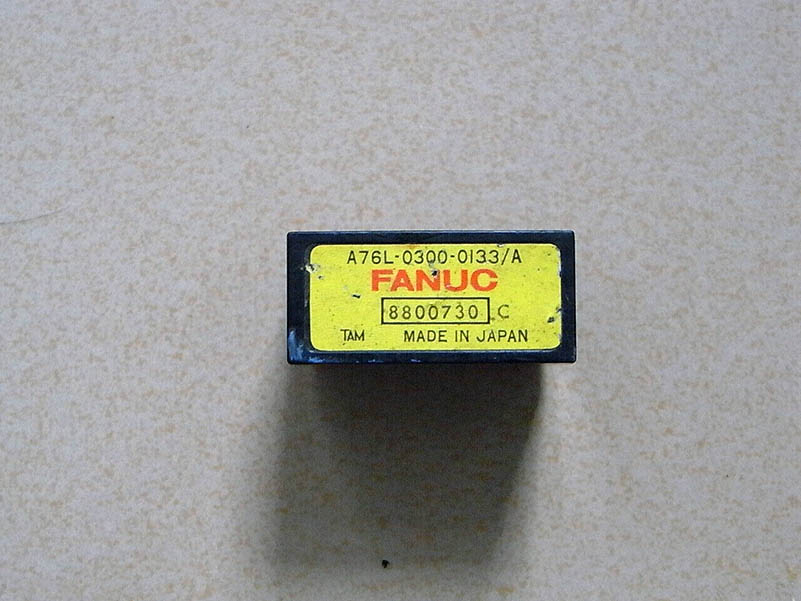 A76L-0300-0133/A
FANUC
8800730 C
TAM MADE IN JAPAN